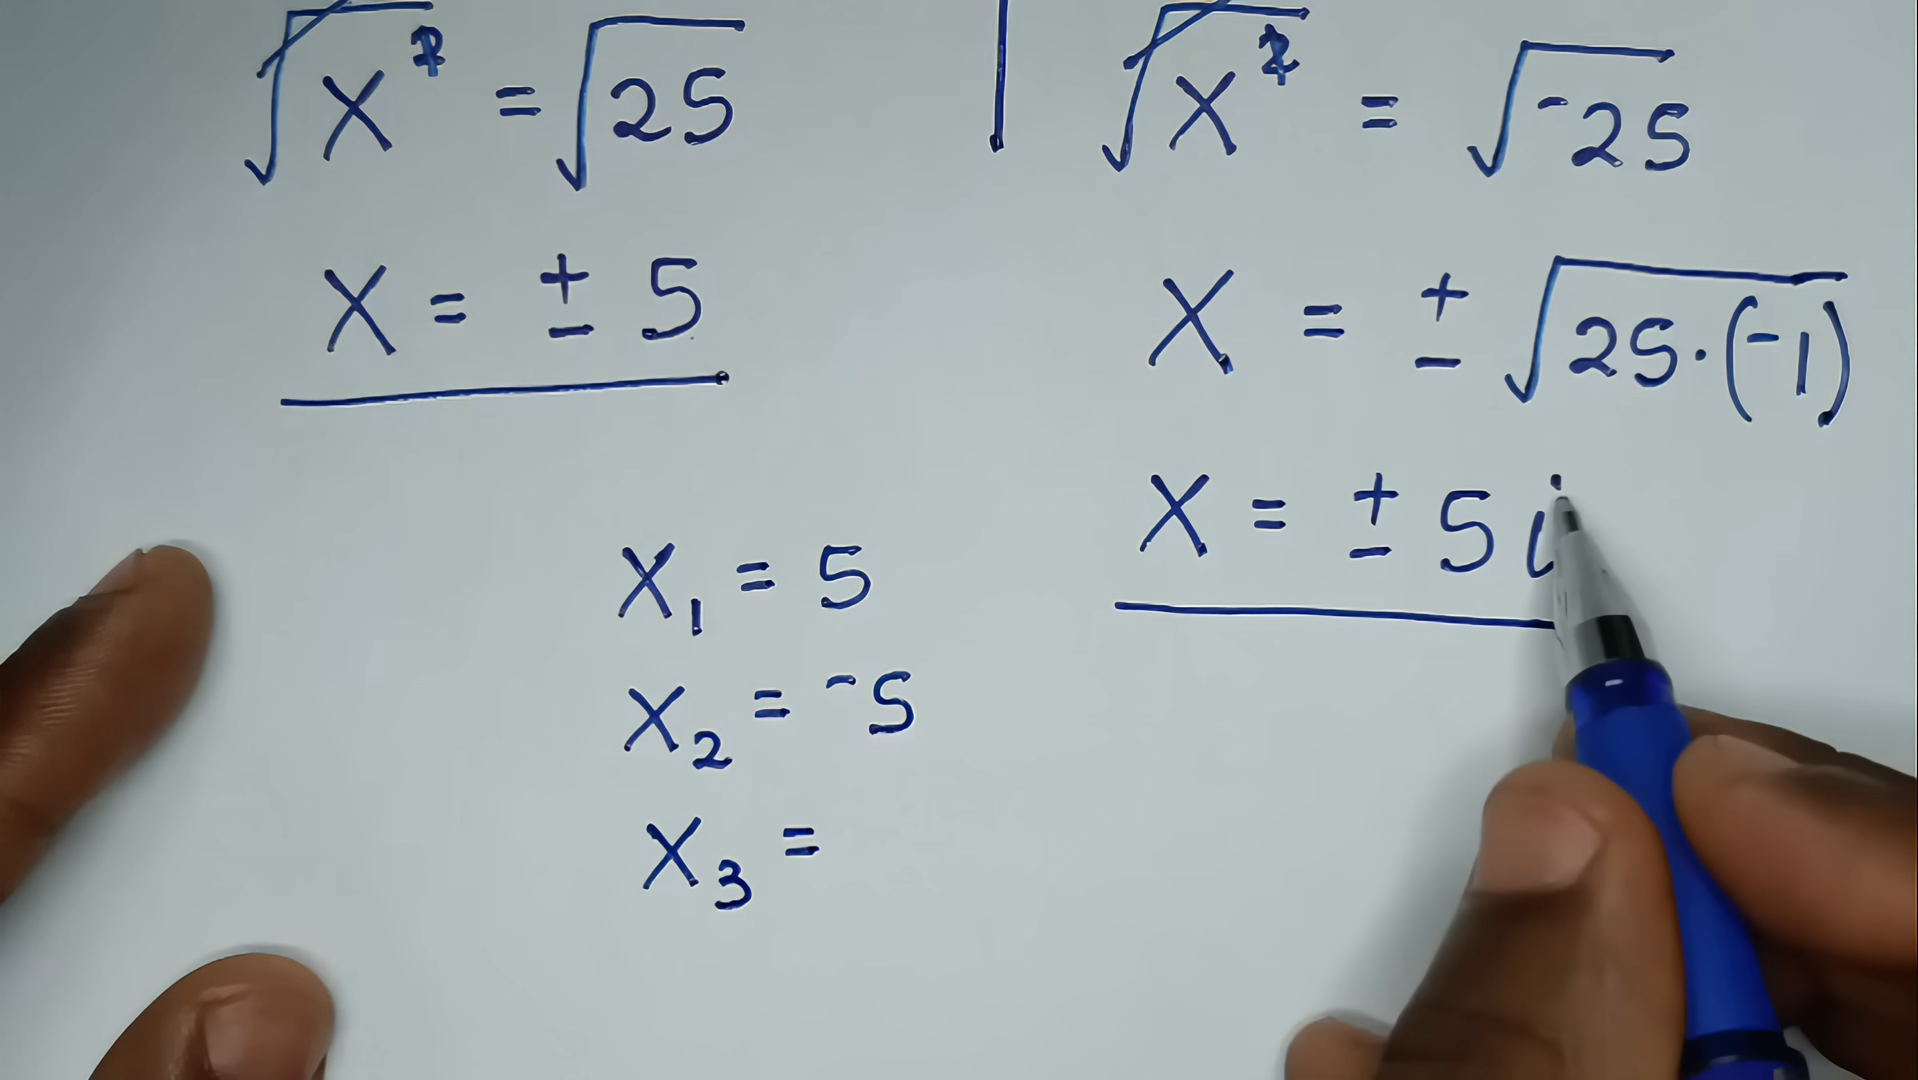 √x² = √25
x = ± 5
√x² = √-25
x = ± √25·(-1)
x = ± 5i
x₁ = 5
x₂ = -5
x₃ =